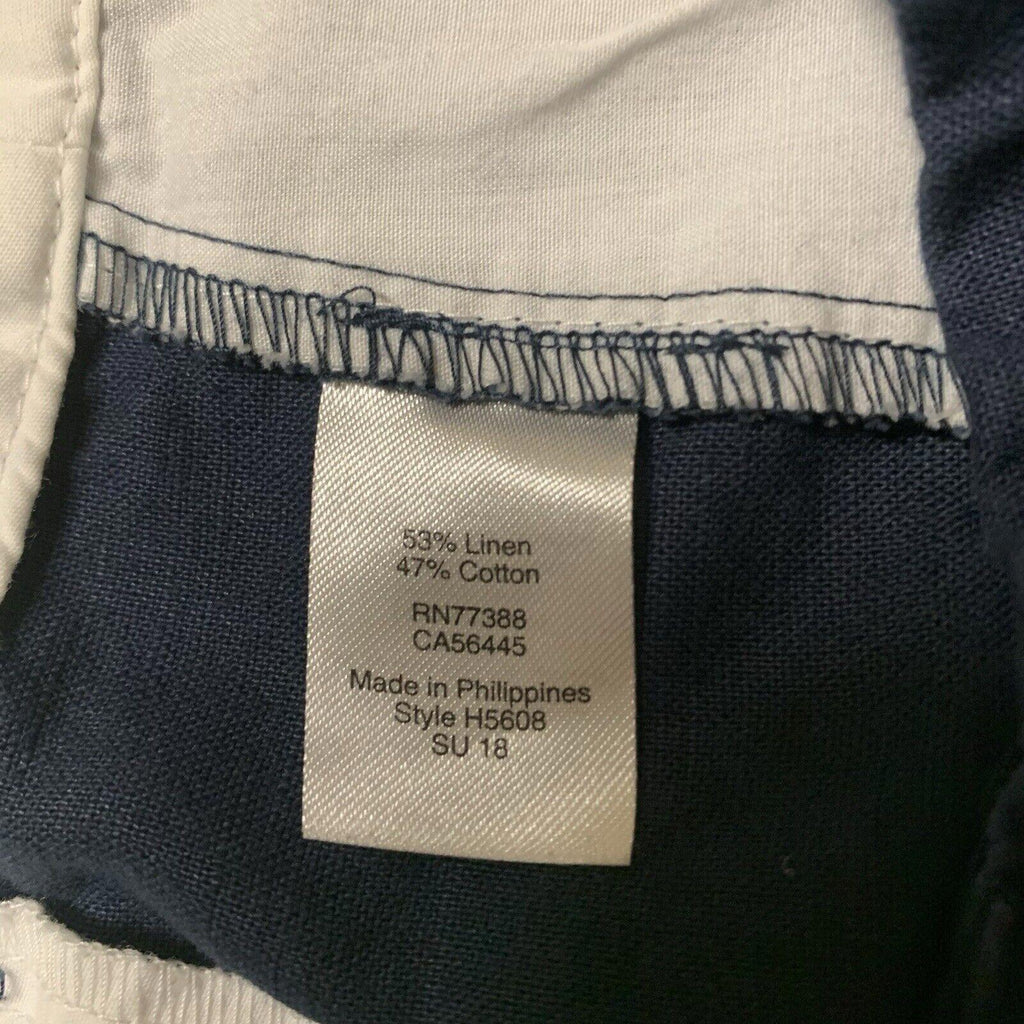 53% Linen
47% Cotton
RN77388
CA56445
Made in Philippines
Style H5608
SU 18